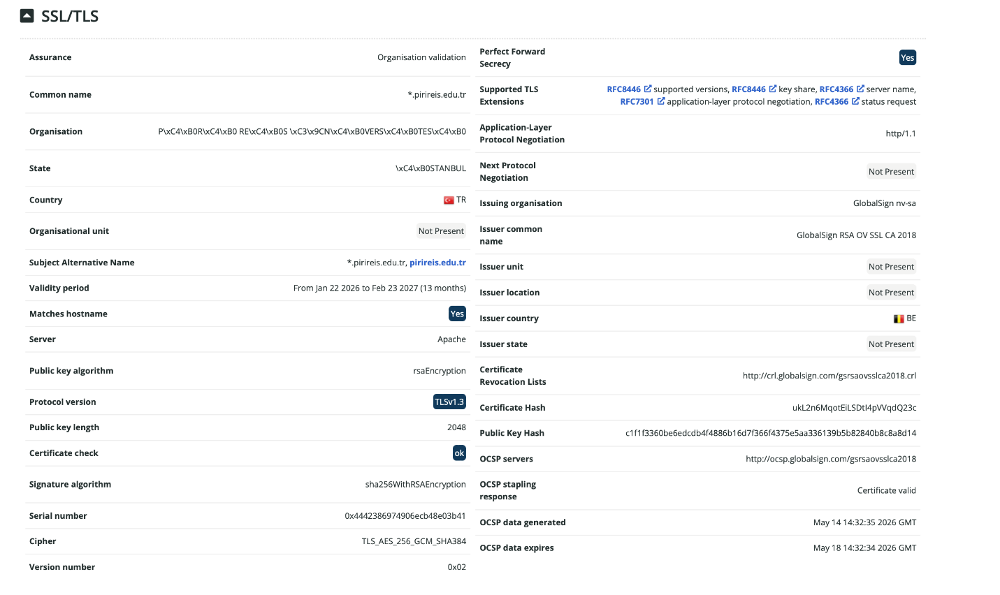 SSL/TLS
Assurance
Organisation validation
Common name
*.pirireis.edu.tr
Organisation
P\xC4\xB0R\xC4\xB0 RE\xC4\xB0S \xC3\x9CN\xC4\xB0VERS\xC4\xB0TES\xC4\xB0
State
\xC4\xB0STANBUL
Country
TR
Organisational unit
Not Present
Subject Alternative Name
*.pirireis.edu.tr, pirireis.edu.tr
Validity period
From Jan 22 2026 to Feb 23 2027 (13 months)
Matches hostname
Yes
Server
Apache
Public key algorithm
rsaEncryption
Protocol version
TLSv1.3
Public key length
2048
Certificate check
ok
Signature algorithm
sha256WithRSAEncryption
Serial number
0x4442386974906ecb48e03b41
Cipher
TLS_AES_256_GCM_SHA384
Version number
0x02
Perfect Forward
Secrecy
Yes
Supported TLS
Extensions
RFC8446 supported versions, RFC8446 key share, RFC4366 server name,
RFC7301 application-layer protocol negotiation, RFC4366 status request
Application-Layer
Protocol Negotiation
http/1.1
Next Protocol
Negotiation
Not Present
Issuing organisation
GlobalSign nv-sa
Issuer common
name
GlobalSign RSA OV SSL CA 2018
Issuer unit
Not Present
Issuer location
Not Present
Issuer country
BE
Issuer state
Not Present
Certificate
Revocation Lists
http://crl.globalsign.com/gsrsaovsslca2018.crl
Certificate Hash
ukL2n6MqotEiLSDtI4pVVqdQ23c
Public Key Hash
c1f1f3360be6edcdb4f4886b16d7f366f4375e5aa336139b5b82840b8c8a8d14
OCSP servers
http://ocsp.globalsign.com/gsrsaovsslca2018
OCSP stapling
response
Certificate valid
OCSP data generated
May 14 14:32:35 2026 GMT
OCSP data expires
May 18 14:32:34 2026 GMT